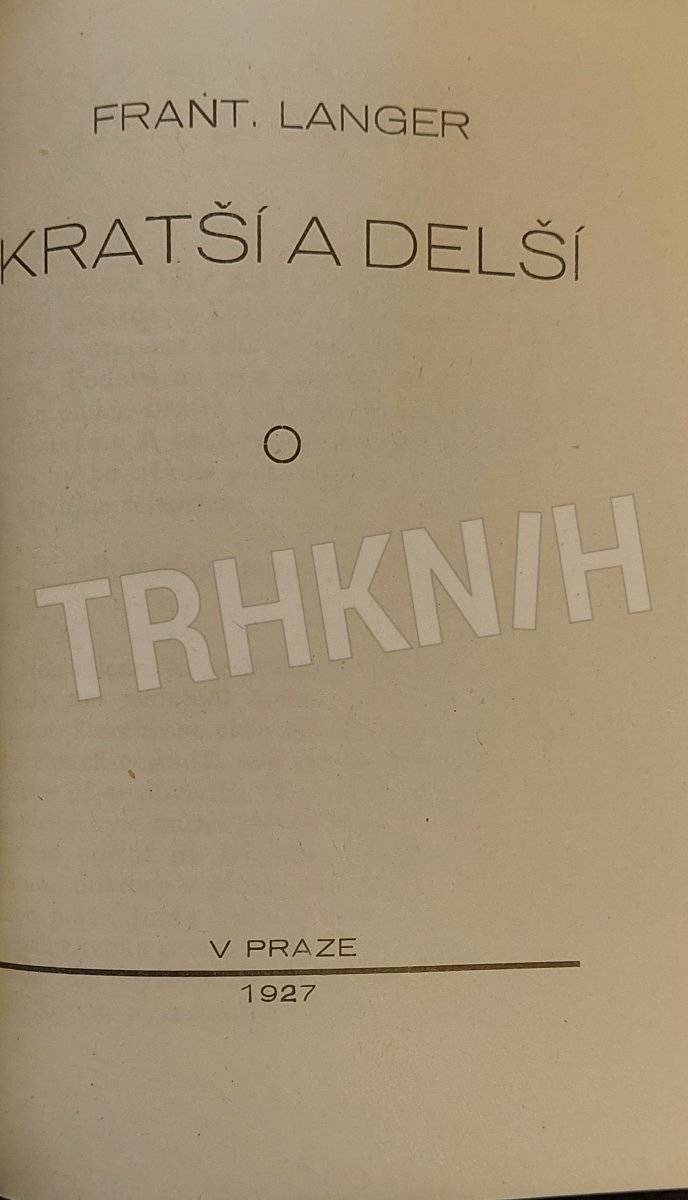 FRANT. LANGER
KRATŠÍ A DELŠÍ
TRHKNIH
V PRAZE
1927